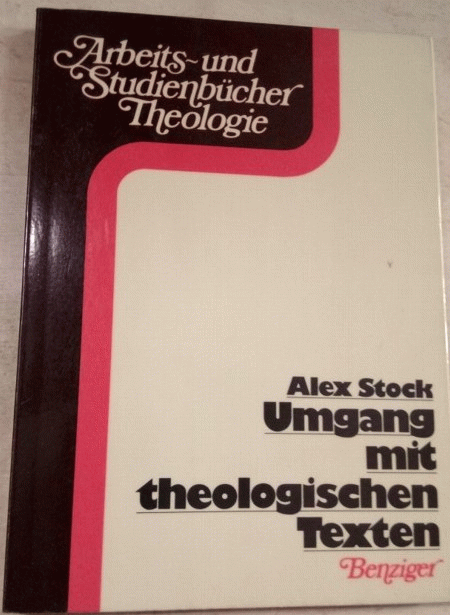 Arbeits- und
Studienbücher
Theologie
Alex Stock
Umgang
mit
theologischen
Texten
Benziger